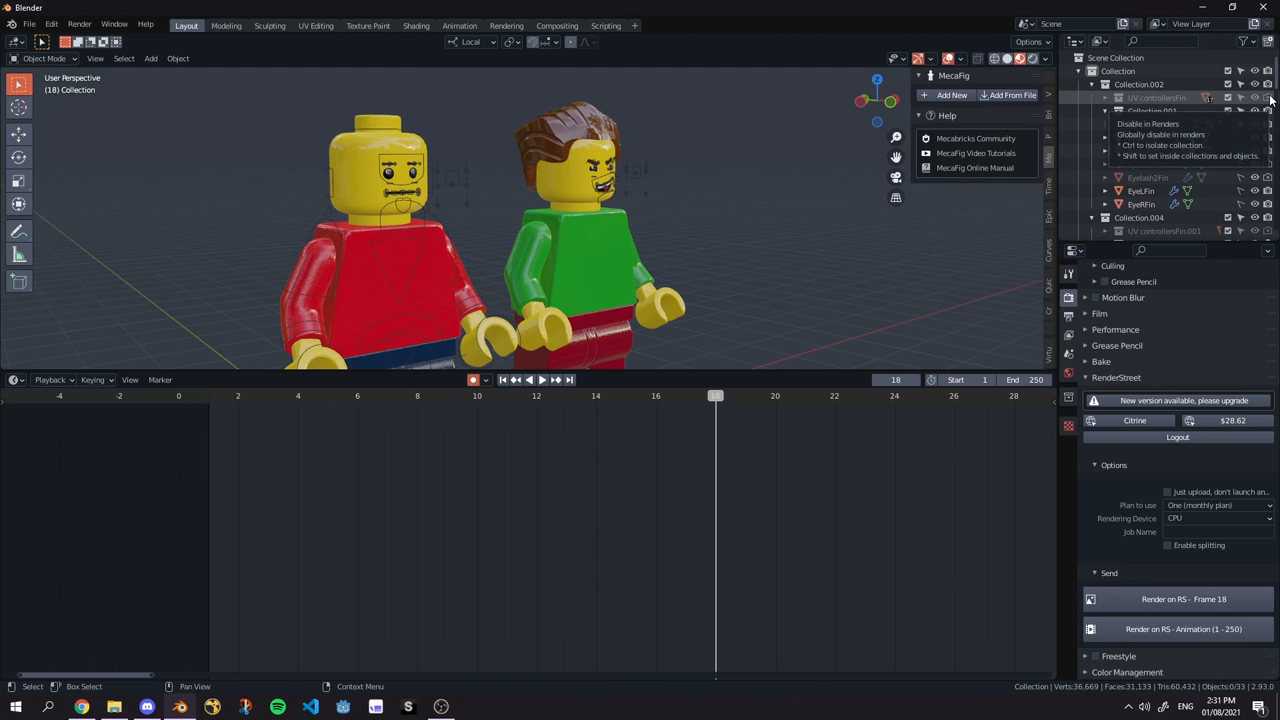 Blender
File Edit Render Window Help
Layout Modeling Sculpting UV Editing Texture Paint Shading Animation Rendering Compositing Scripting +
Scene
View Layer
Local
Options
Object Mode View Select Add Object
User Perspective
(18) Collection
Z
MecaFig
Add New
Add From File
Help
Mecabricks Community
MecaFig Video Tutorials
MecaFig Online Manual
V
Bri
P
Me
Time
Epic
Curves
Quic
Cr
Virtu
Scene Collection
Collection
Collection.002
UV controllersFin
17
Disable in Renders
Globally disable in renders
* Ctrl to isolate collection
* Shift to set inside collections and objects.
Eyelash2Fin
EyeLFin
EyeRFin
Collection.004
UV controllersFin.001
Culling
Grease Pencil
Motion Blur
Film
Performance
Grease Pencil
Bake
RenderStreet
New version available, please upgrade
Citrine
$28.62
Logout
Options
Just upload, don't launch an...
Plan to use One (monthly plan)
Rendering Device CPU
Job Name
Enable splitting
Send
Render on RS - Frame 18
Render on RS - Animation (1 - 250)
Freestyle
Color Management
Playback Keying View Marker
18
Start 1
End 250
-4 -2 0 2 4 6 8 10 12 14 16 18 20 22 24 26 28
Select
Box Select
Pan View
Context Menu
Collection | Verts:36,669 | Faces:31,133 | Tris:60,432 | Objects:0/33 | 2.93.0
ENG
2:31 PM
01/08/2021